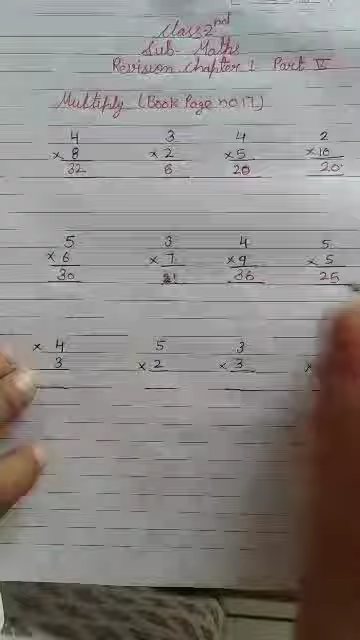 Class 2nd
Sub Maths
Revision Chapter 1 Part V
Multiply (Book Page no 17)
4 3 4 2
× 8 × 2 × 5 × 10
32 6 20 20
5 3 4 5
× 6 × 7 × 9 × 5
30 21 36 25
× 4 5 3
3 × 2 × 3 ×